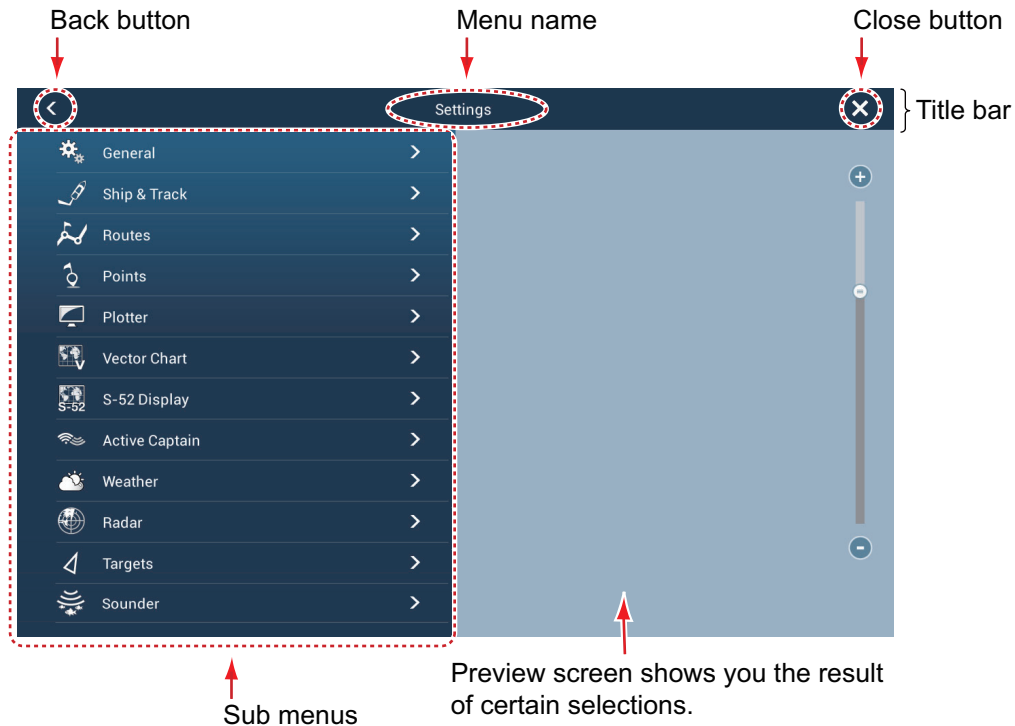 Back button
Menu name
Close button
Settings
Title bar
General
Ship & Track
Routes
Points
Plotter
V
Vector Chart
S-52
S-52 Display
Active Captain
Weather
Radar
Targets
Sounder
Sub menus
Preview screen shows you the result
of certain selections.